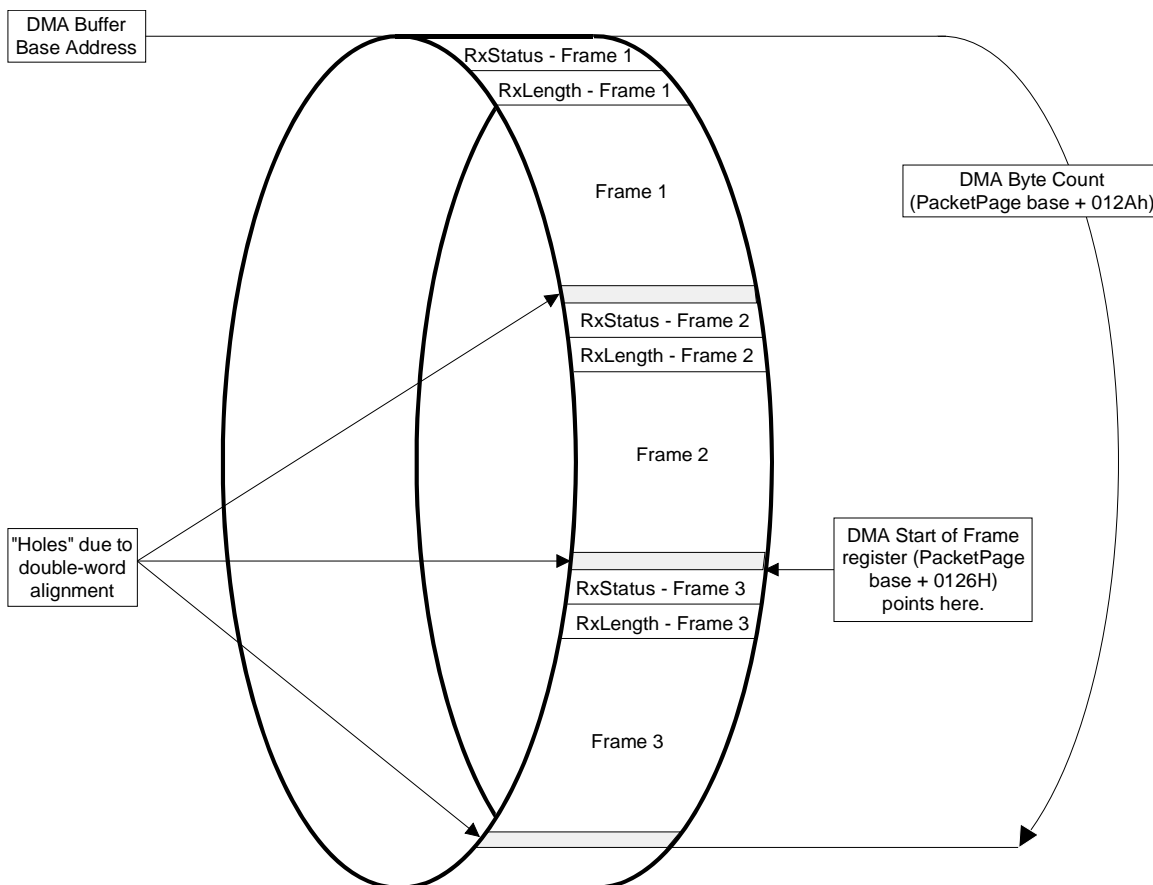 DMA Buffer
Base Address
RxStatus - Frame 1
RxLength - Frame 1
DMA Byte Count
(PacketPage base + 012Ah)
Frame 1
RxStatus - Frame 2
RxLength - Frame 2
Frame 2
"Holes" due to
double-word
alignment
DMA Start of Frame
register (PacketPage
base + 0126H)
points here.
RxStatus - Frame 3
RxLength - Frame 3
Frame 3